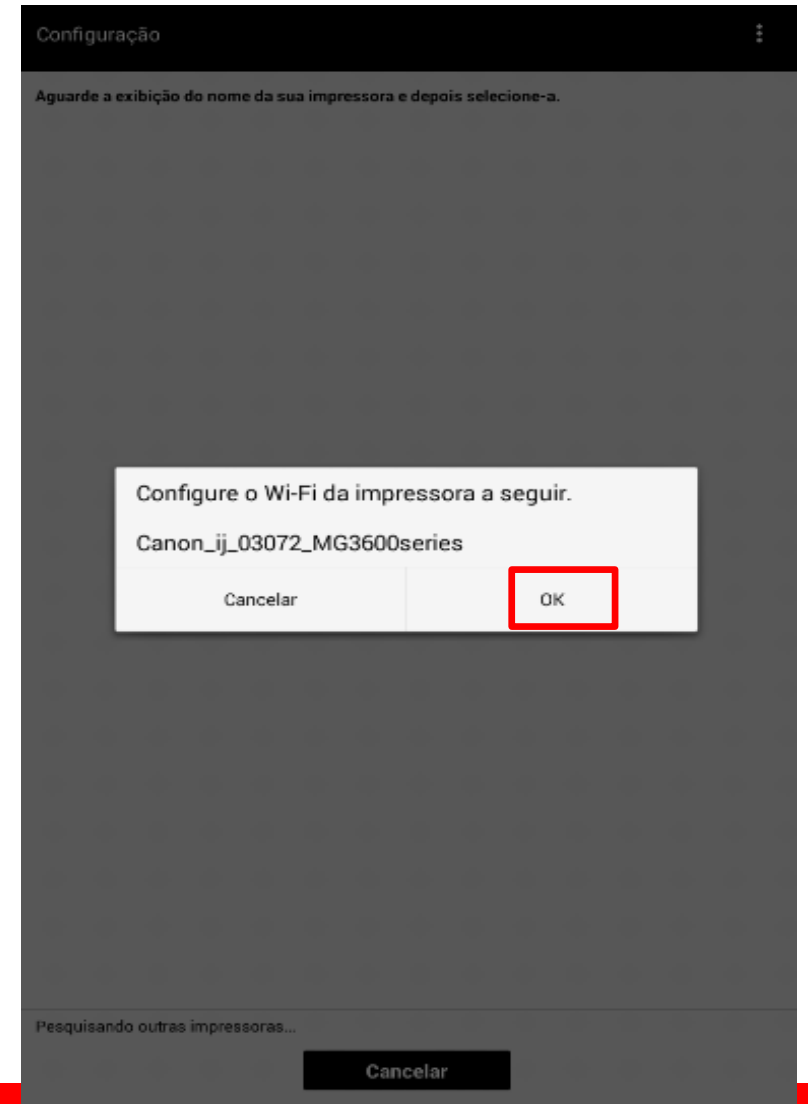 Configuração
Aguarde a exibição do nome da sua impressora e depois selecione-a.
Configure o Wi-Fi da impressora a seguir.
Canon_ij_03072_MG3600series
Cancelar OK
Pesquisando outras impressoras...
Cancelar